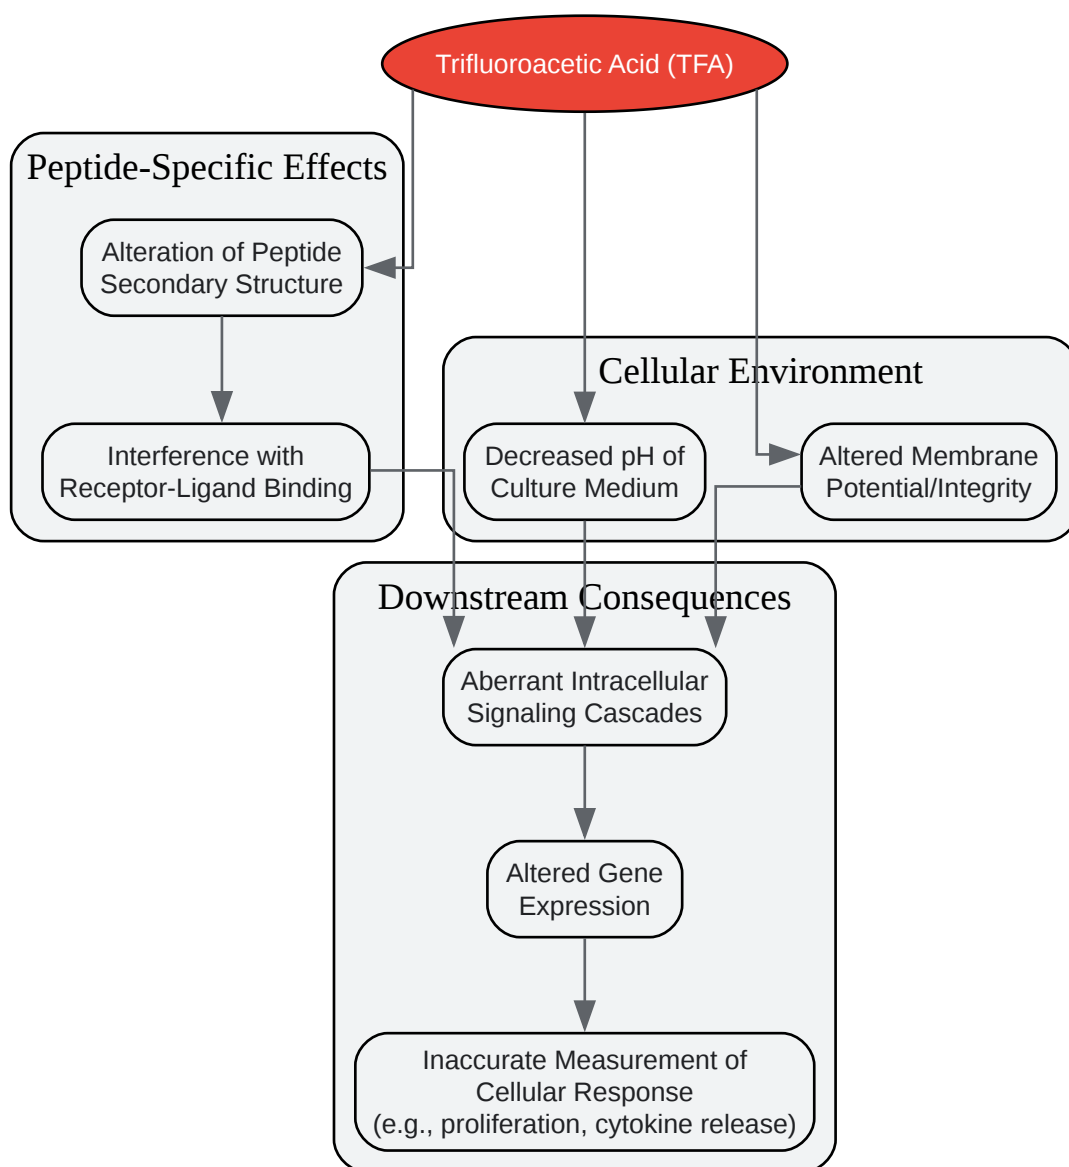 Trifluoroacetic Acid (TFA)
Peptide-Specific Effects
Alteration of Peptide
Secondary Structure
Interference with
Receptor-Ligand Binding
Cellular Environment
Decreased pH of
Culture Medium
Altered Membrane
Potential/Integrity
Downstream Consequences
Aberrant Intracellular
Signaling Cascades
Altered Gene
Expression
Inaccurate Measurement of
Cellular Response
(e.g., proliferation, cytokine release)